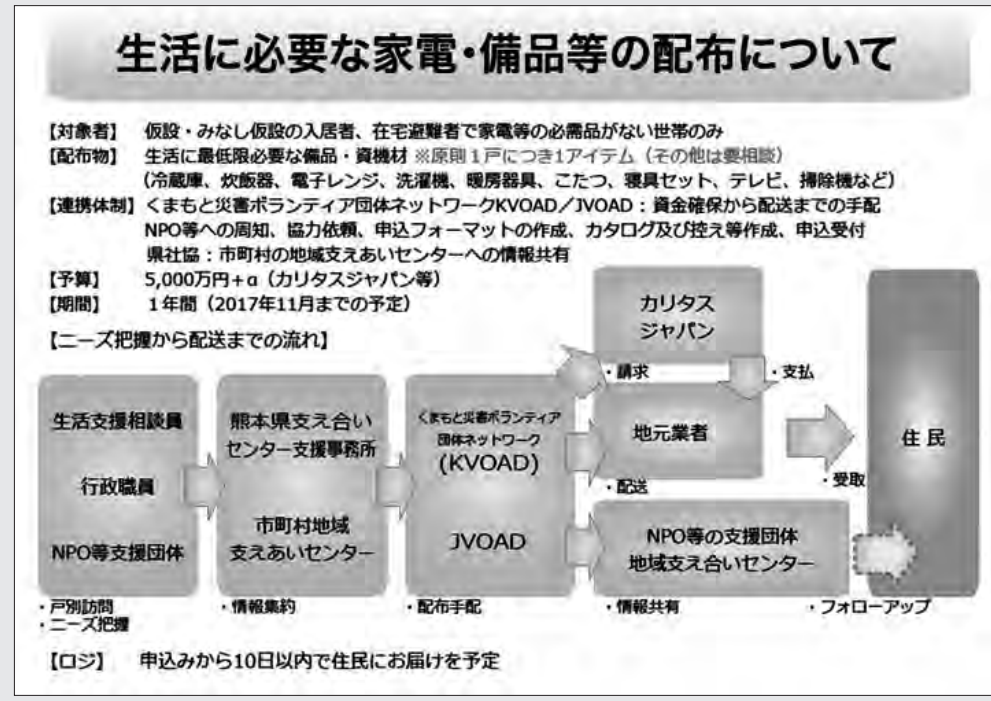 生活に必要な家電・備品等の配布について
【対象者】 仮設・みなし仮設の入居者、在宅避難者で家電等の必需品がない世帯のみ
【配布物】 生活に最低限必要な備品・資機材 ※原則1戸につき1アイテム（その他は要相談）
（冷蔵庫、炊飯器、電子レンジ、洗濯機、暖房器具、こたつ、寝具セット、テレビ、掃除機など）
【連携体制】くまもと災害ボランティア団体ネットワークKVOAD／JVOAD：資金確保から配送までの手配
NPO等への周知、協力依頼、申込フォーマットの作成、カタログ及び控え等作成、申込受付
県社協：市町村の地域支えあいセンターへの情報共有
【予算】 5,000万円＋α（カリタスジャパン等）
【期間】 １年間（2017年11月までの予定）
【ニーズ把握から配送までの流れ】
生活支援相談員
行政職員
NPO等支援団体
・戸別訪問
・ニーズ把握
熊本県支え合い
センター支援事務所
市町村地域
支えあいセンター
・情報集約
くまもと災害ボランティア
団体ネットワーク
(KVOAD)
JVOAD
・配布手配
カリタス
ジャパン
・請求
・支払
地元業者
・配送
・受取
NPO等の支援団体
地域支え合いセンター
・情報共有
・フォローアップ
住民
【ロジ】 申込みから10日以内で住民にお届けを予定